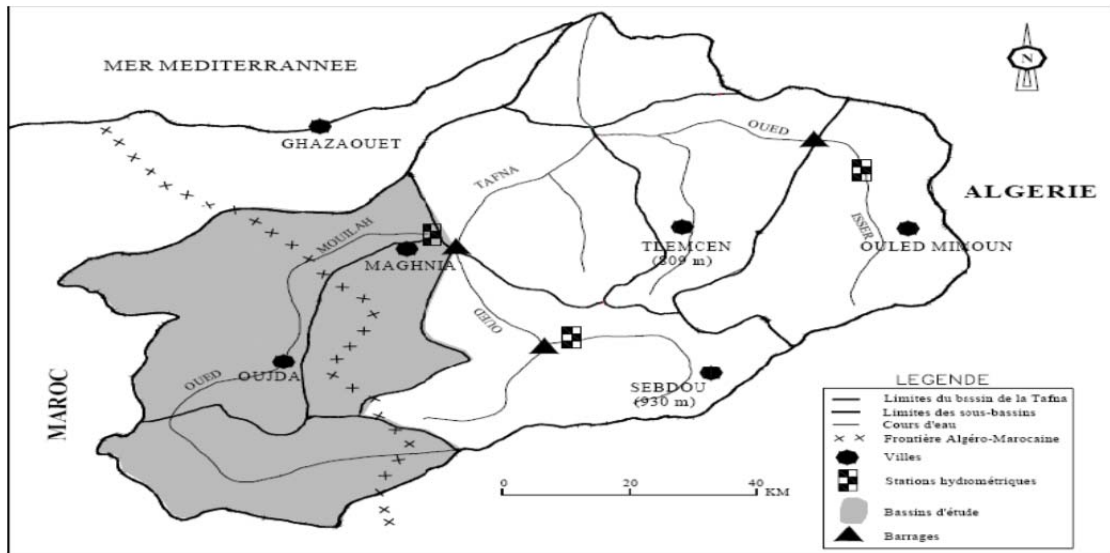 MER MEDITERRANNEE
N
GHAZAOUET
OUED
TAFNA
ALGERIE
MOUILAH
ISSER
TLEMCEN
(809 m)
OULED MIMOUN
MAGHNIA
OUED
OUJDA
OUED
SEBDOU
(930 m)
MAROC
0 20 40
KM
LEGENDE
Limites du bassin de la Tafna
Limites des sous-bassins
Cours d'eau
Frontière Algéro-Marocaine
Villes
Stations hydrométriques
Bassins d'étude
Barrages